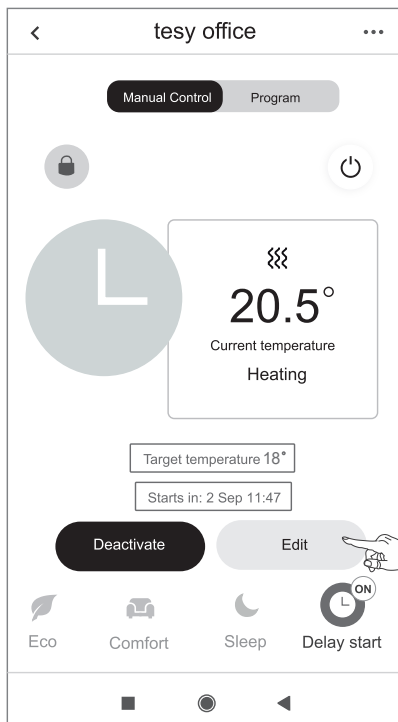 tesy office
Manual Control Program
20.5°
Current temperature
Heating
Target temperature 18°
Starts in: 2 Sep 11:47
Deactivate Edit
ON
Eco Comfort Sleep Delay start